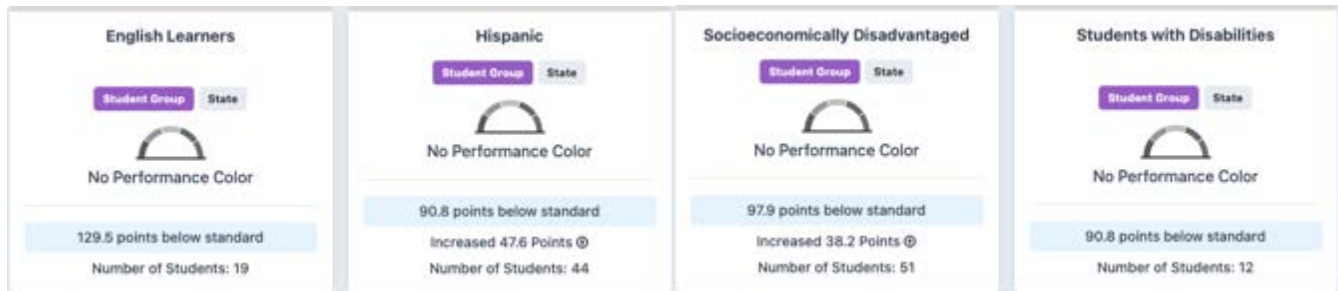 English Learners
Student Group State
No Performance Color
129.5 points below standard
Number of Students: 19
Hispanic
Student Group State
No Performance Color
90.8 points below standard
Increased 47.6 Points
Number of Students: 44
Socioeconomically Disadvantaged
Student Group State
No Performance Color
97.9 points below standard
Increased 38.2 Points
Number of Students: 51
Students with Disabilities
Student Group State
No Performance Color
90.8 points below standard
Number of Students: 12